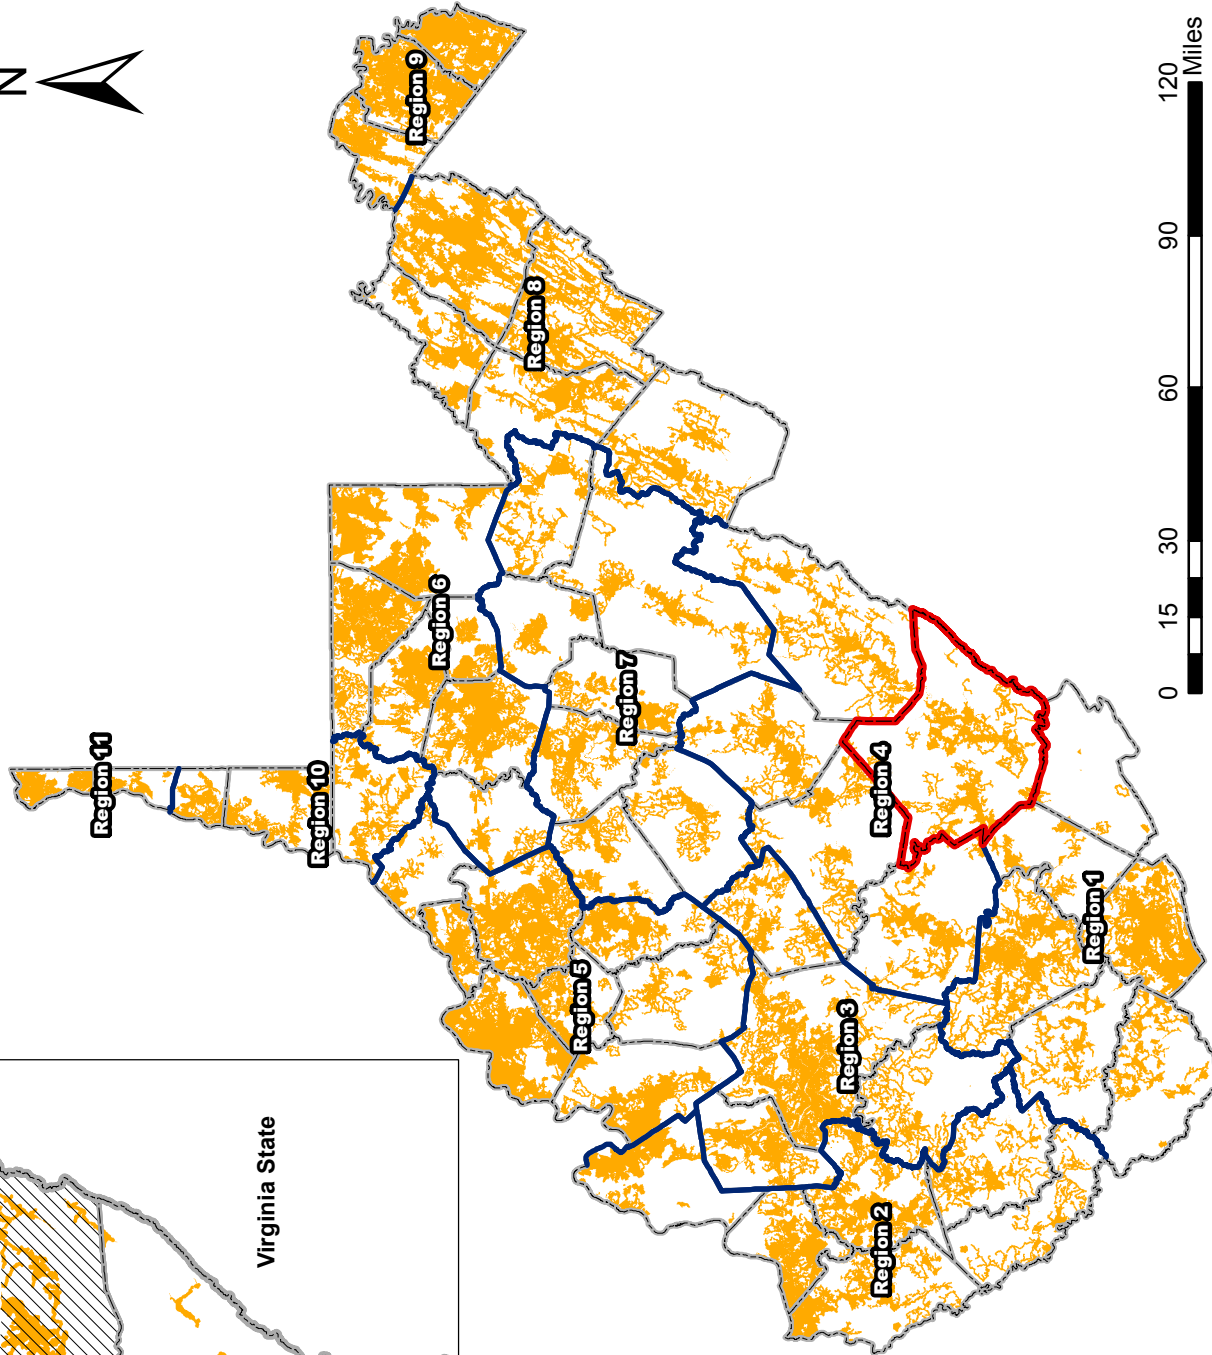 N
Region 9
Region 8
Region 11
Region 6
Region 10
Region 7
Region 5
Region 4
Region 3
Region 1
Region 2
Virginia State
0 15 30 60 90 120
Miles